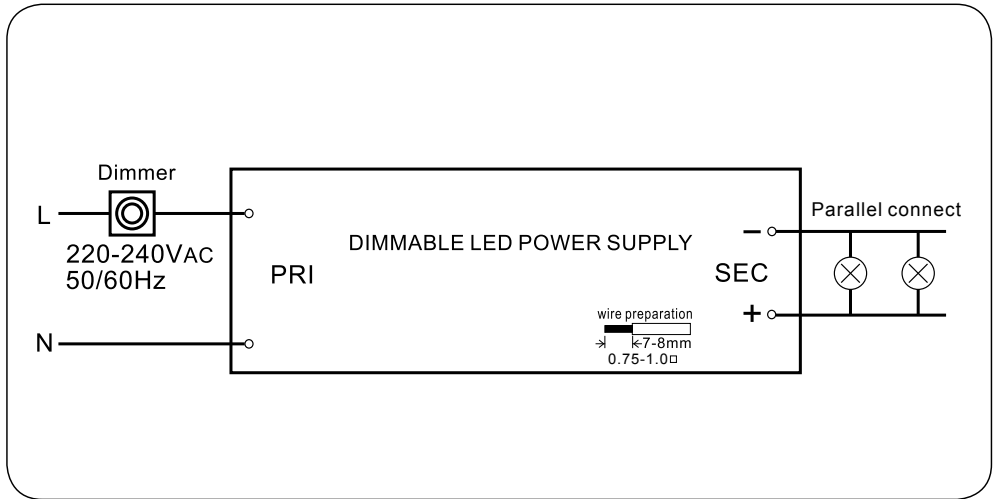 Dimmer
L
220-240VAC
50/60Hz
N
PRI
DIMMABLE LED POWER SUPPLY
wire preparation
7-8mm
0.75-1.0□
SEC
−
+
Parallel connect